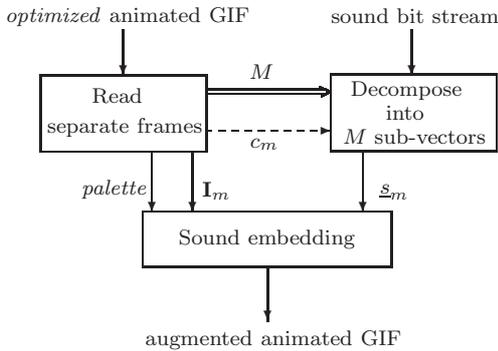 optimized animated GIF
sound bit stream
Read
separate frames
M
c_m
Decompose
into
M sub-vectors
palette
I_m
s_m
Sound embedding
augmented animated GIF